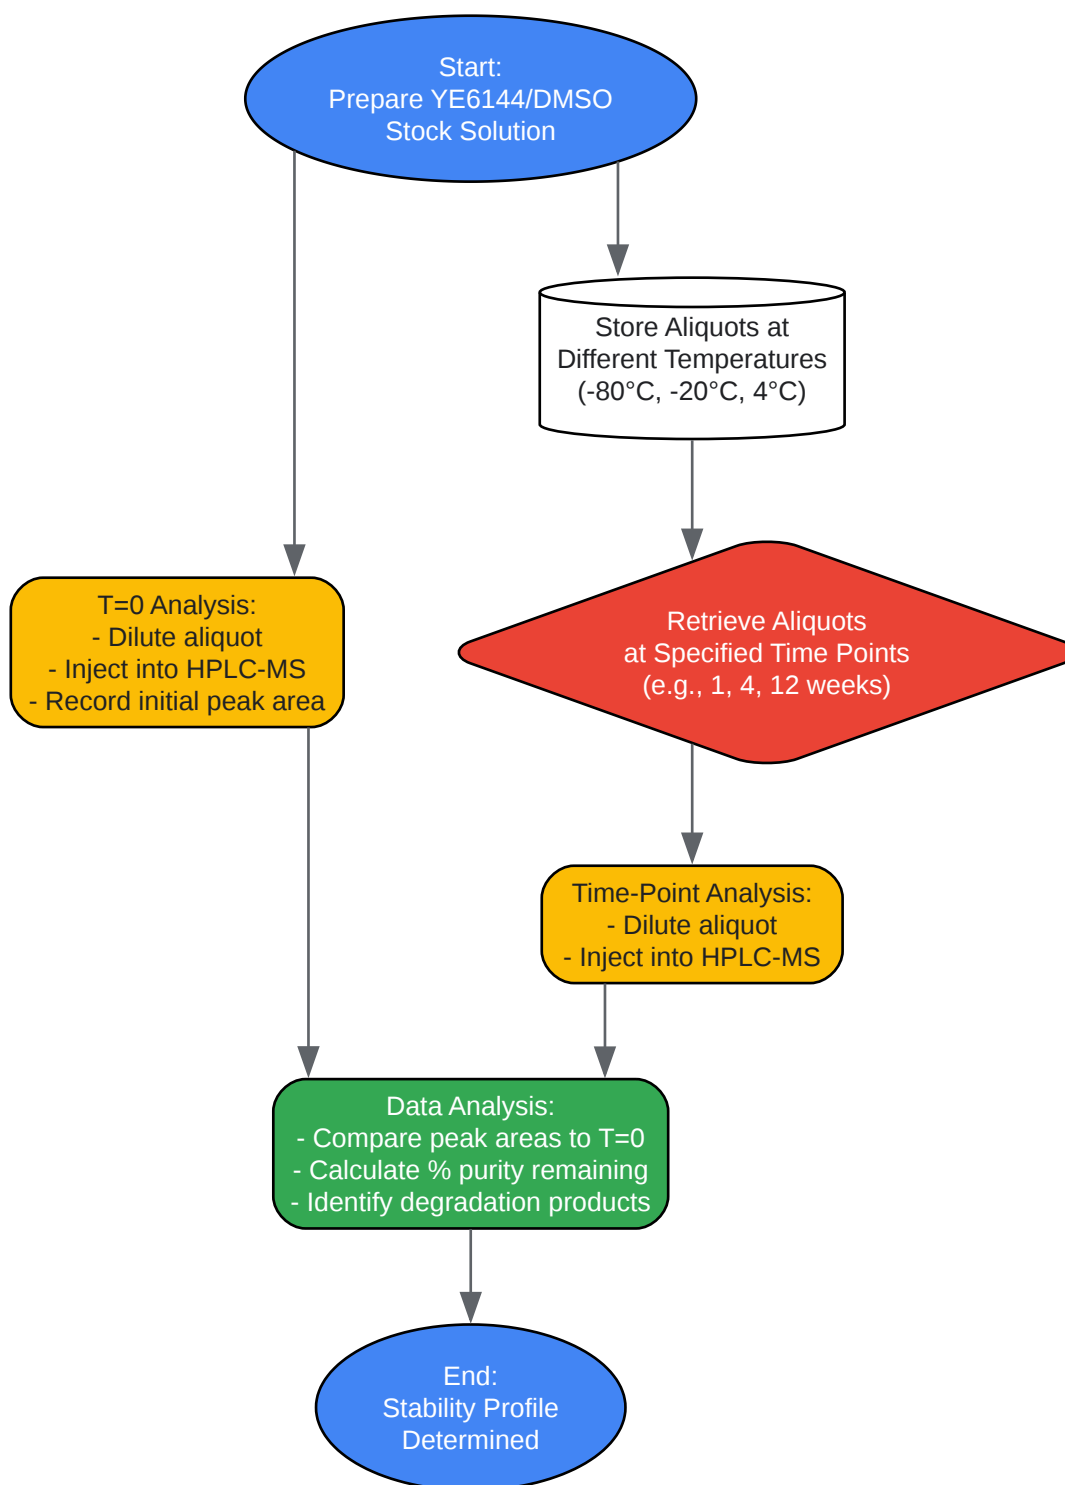 Start:
Prepare YE6144/DMSO
Stock Solution
Store Aliquots at
Different Temperatures
(-80°C, -20°C, 4°C)
T=0 Analysis:
- Dilute aliquot
- Inject into HPLC-MS
- Record initial peak area
Retrieve Aliquots
at Specified Time Points
(e.g., 1, 4, 12 weeks)
Time-Point Analysis:
- Dilute aliquot
- Inject into HPLC-MS
Data Analysis:
- Compare peak areas to T=0
- Calculate % purity remaining
- Identify degradation products
End:
Stability Profile
Determined